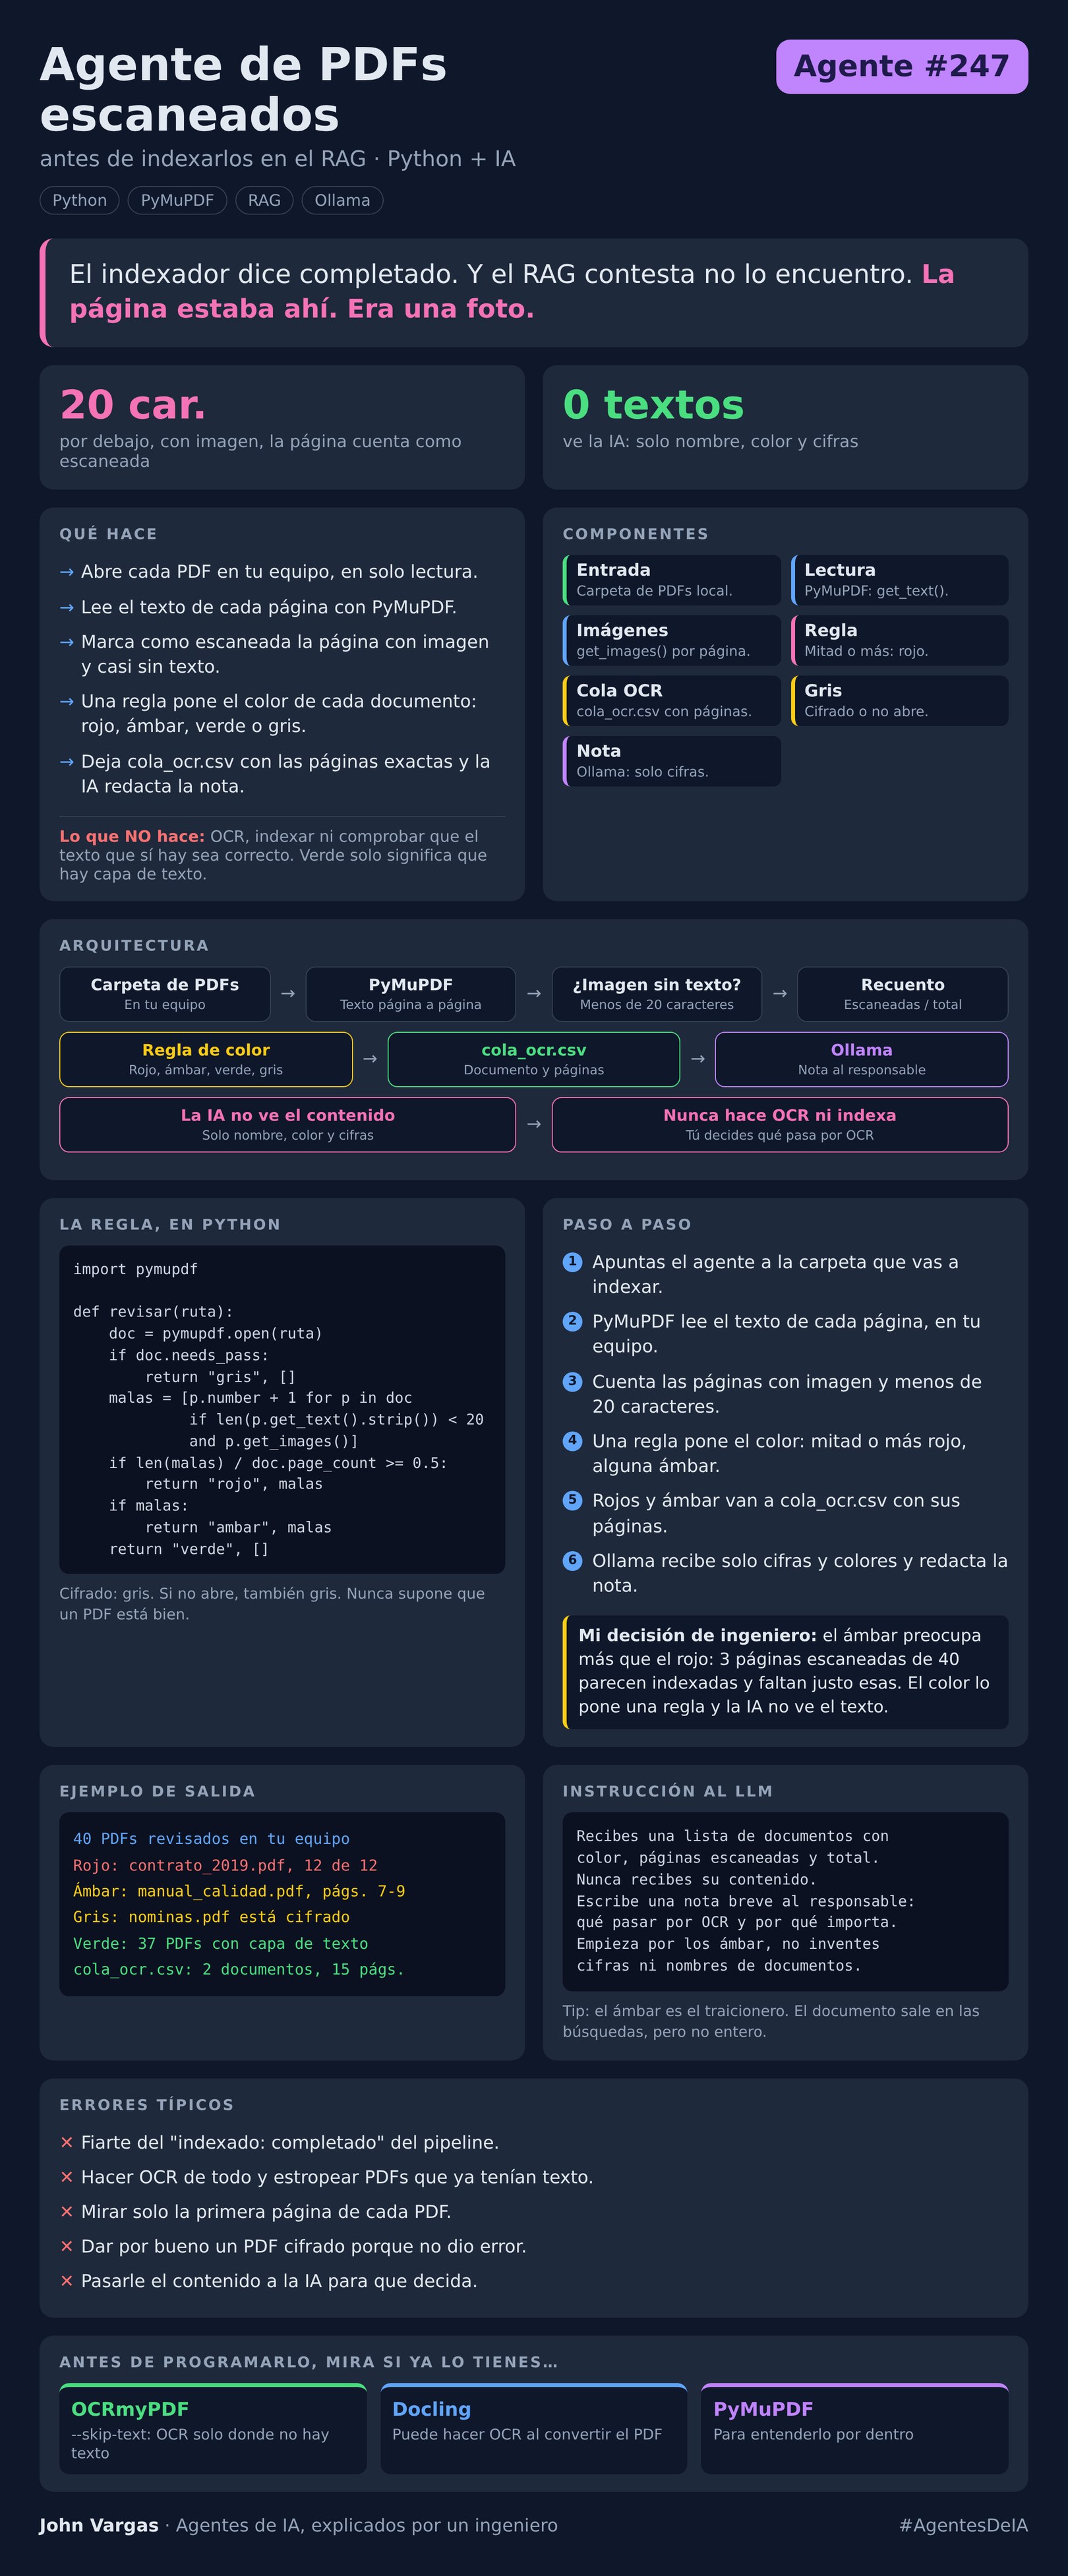 Agente de PDFs
escaneados
Agente #247
antes de indexarlos en el RAG · Python + IA
Python
PyMuPDF
RAG
Ollama
El indexador dice completado. Y el RAG contesta no lo encuentro. La
página estaba ahí. Era una foto.
20 car.
por debajo, con imagen, la página cuenta como
escaneada
0 textos
ve la IA: solo nombre, color y cifras
QUÉ HACE
→ Abre cada PDF en tu equipo, en solo lectura.
→ Lee el texto de cada página con PyMuPDF.
→ Marca como escaneada la página con imagen
y casi sin texto.
→ Una regla pone el color de cada documento:
rojo, ámbar, verde o gris.
→ Deja cola_ocr.csv con las páginas exactas y la
IA redacta la nota.
Lo que NO hace: OCR, indexar ni comprobar que el
texto que sí hay sea correcto. Verde solo significa que
hay capa de texto.
COMPONENTES
Entrada
Carpeta de PDFs local.
Lectura
PyMuPDF: get_text().
Imágenes
get_images() por página.
Regla
Mitad o más: rojo.
Cola OCR
cola_ocr.csv con páginas.
Gris
Cifrado o no abre.
Nota
Ollama: solo cifras.
ARQUITECTURA
Carpeta de PDFs
En tu equipo
→
PyMuPDF
Texto página a página
→
¿Imagen sin texto?
Menos de 20 caracteres
→
Recuento
Escaneadas / total
Regla de color
Rojo, ámbar, verde, gris
→
cola_ocr.csv
Documento y páginas
→
Ollama
Nota al responsable
La IA no ve el contenido
Solo nombre, color y cifras
→
Nunca hace OCR ni indexa
Tú decides qué pasa por OCR
LA REGLA, EN PYTHON
import pymupdf
def revisar(ruta):
    doc = pymupdf.open(ruta)
    if doc.needs_pass:
        return "gris", []
    malas = [p.number + 1 for p in doc
             if len(p.get_text().strip()) < 20
             and p.get_images()]
    if len(malas) / doc.page_count >= 0.5:
        return "rojo", malas
    if malas:
        return "ambar", malas
    return "verde", []
Cifrado: gris. Si no abre, también gris. Nunca supone que
un PDF está bien.
PASO A PASO
1 Apuntas el agente a la carpeta que vas a
indexar.
2 PyMuPDF lee el texto de cada página, en tu
equipo.
3 Cuenta las páginas con imagen y menos de
20 caracteres.
4 Una regla pone el color: mitad o más rojo,
alguna ámbar.
5 Rojos y ámbar van a cola_ocr.csv con sus
páginas.
6 Ollama recibe solo cifras y colores y redacta la
nota.
Mi decisión de ingeniero: el ámbar preocupa
más que el rojo: 3 páginas escaneadas de 40
parecen indexadas y faltan justo esas. El color lo
pone una regla y la IA no ve el texto.
EJEMPLO DE SALIDA
40 PDFs revisados en tu equipo
Rojo: contrato_2019.pdf, 12 de 12
Ámbar: manual_calidad.pdf, págs. 7-9
Gris: nominas.pdf está cifrado
Verde: 37 PDFs con capa de texto
cola_ocr.csv: 2 documentos, 15 págs.
INSTRUCCIÓN AL LLM
Recibes una lista de documentos con
color, páginas escaneadas y total.
Nunca recibes su contenido.
Escribe una nota breve al responsable:
qué pasar por OCR y por qué importa.
Empieza por los ámbar, no inventes
cifras ni nombres de documentos.
Tip: el ámbar es el traicionero. El documento sale en las
búsquedas, pero no entero.
ERRORES TÍPICOS
✕ Fiarte del "indexado: completado" del pipeline.
✕ Hacer OCR de todo y estropear PDFs que ya tenían texto.
✕ Mirar solo la primera página de cada PDF.
✕ Dar por bueno un PDF cifrado porque no dio error.
✕ Pasarle el contenido a la IA para que decida.
ANTES DE PROGRAMARLO, MIRA SI YA LO TIENES…
OCRmyPDF
--skip-text: OCR solo donde no hay
texto
Docling
Puede hacer OCR al convertir el PDF
PyMuPDF
Para entenderlo por dentro
John Vargas · Agentes de IA, explicados por un ingeniero
#AgentesDeIA